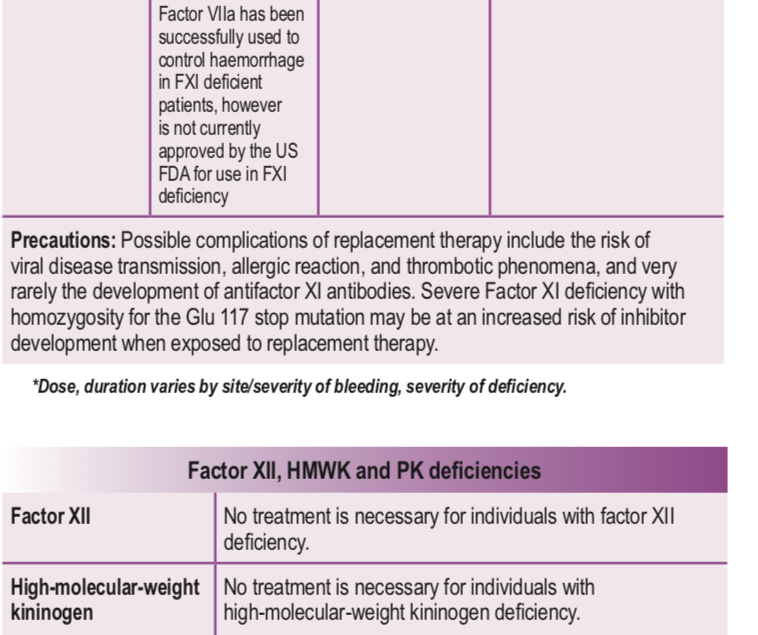 Factor VIIa has been
successfully used to
control haemorrhage
in FXI deficient
patients, however
is not currently
approved by the US
FDA for use in FXI
deficiency
Precautions: Possible complications of replacement therapy include the risk of
viral disease transmission, allergic reaction, and thrombotic phenomena, and very
rarely the development of antifactor XI antibodies. Severe Factor XI deficiency with
homozygosity for the Glu 117 stop mutation may be at an increased risk of inhibitor
development when exposed to replacement therapy.
*Dose, duration varies by site/severity of bleeding, severity of deficiency.
Factor XII, HMWK and PK deficiencies
Factor XII
No treatment is necessary for individuals with factor XII
deficiency.
High-molecular-weight
kininogen
No treatment is necessary for individuals with
high-molecular-weight kininogen deficiency.